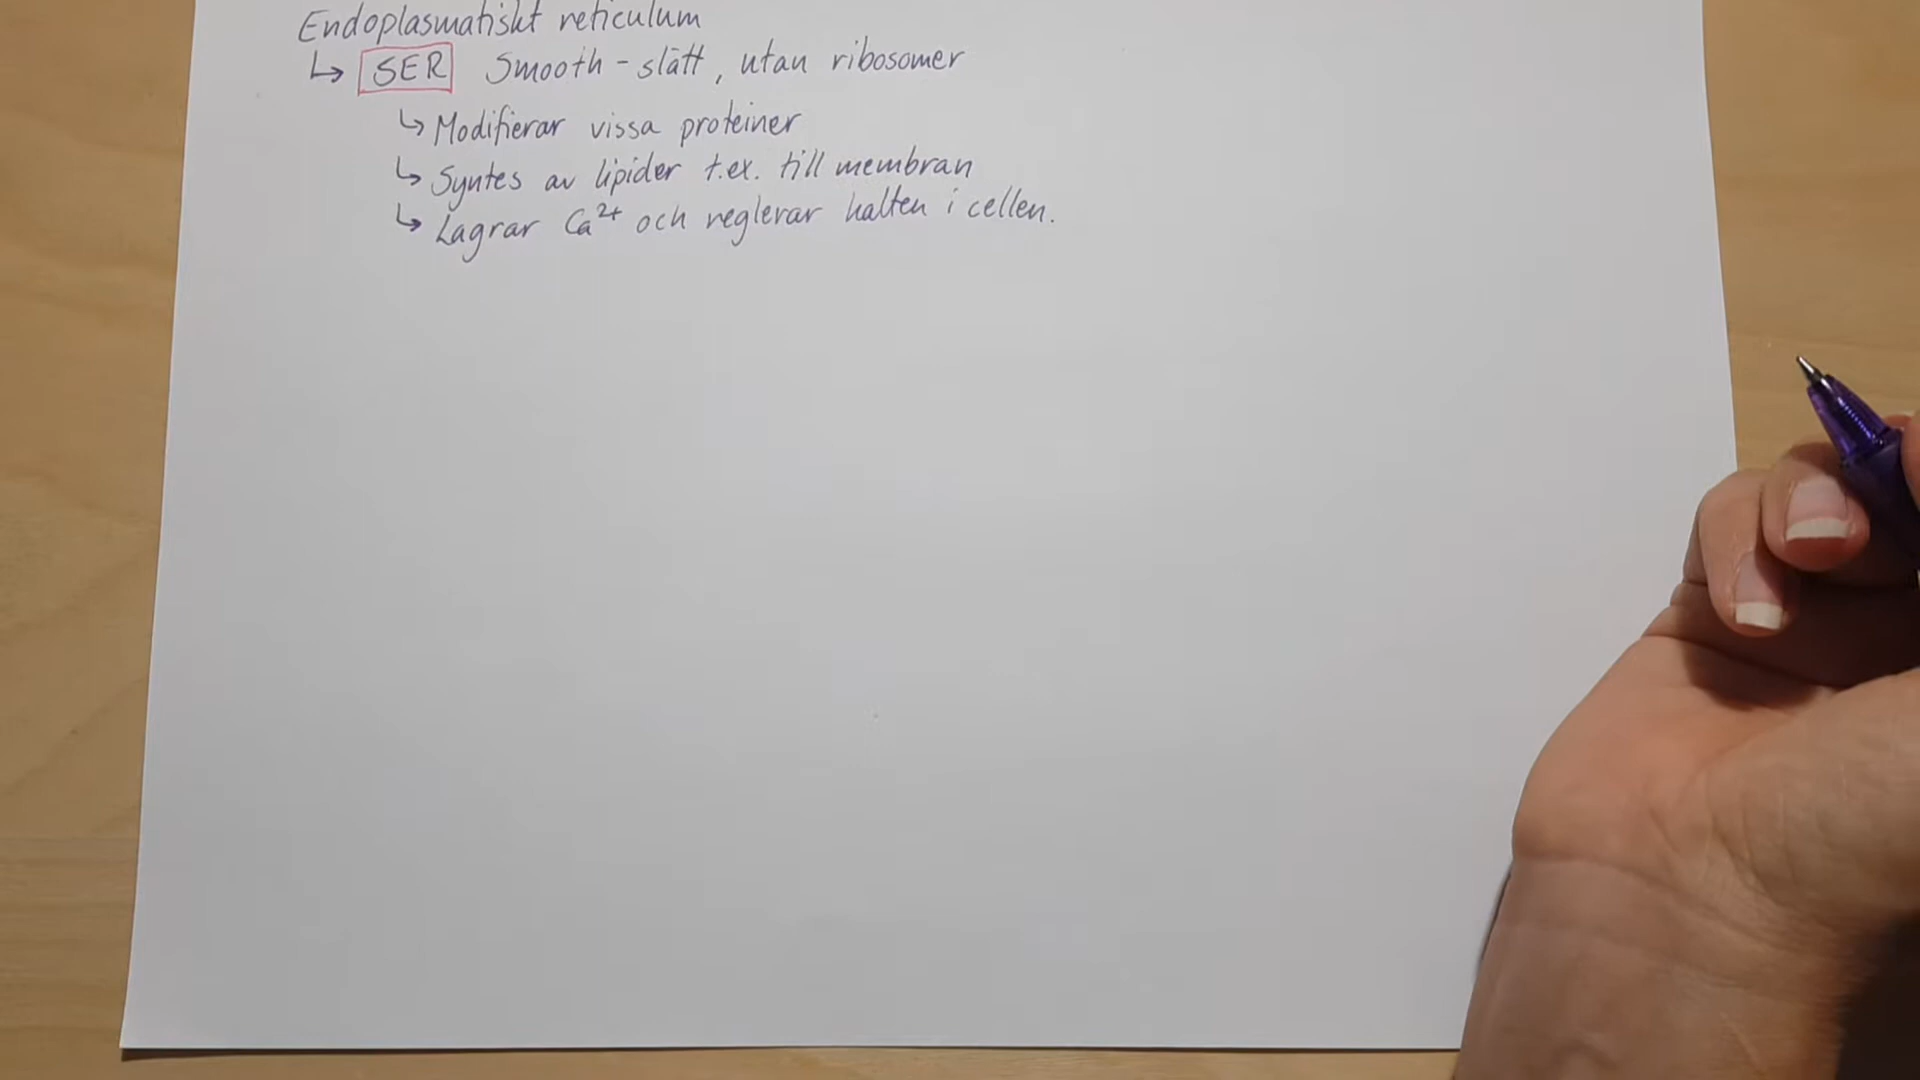 Endoplasmatiskt reticulum
↳ SER Smooth - slätt, utan ribosomer
↳ Modifierar vissa proteiner
↳ Syntes av lipider t.ex. till membran
↳ Lagrar Ca²⁺ och reglerar halten i cellen.